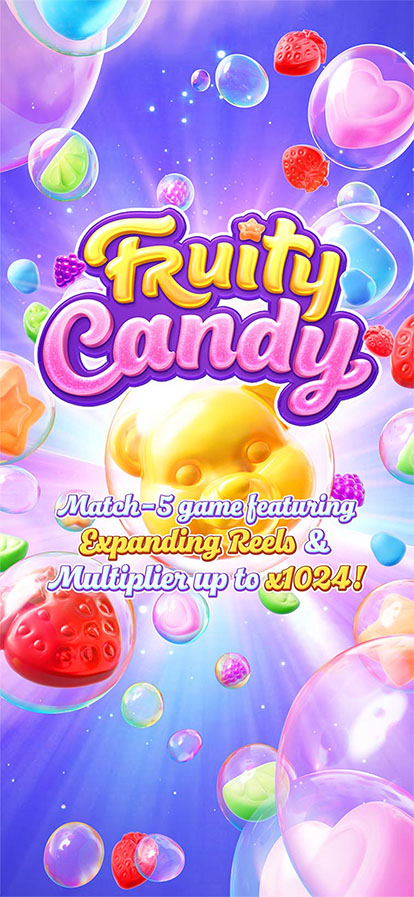 Fruity
Candy
Match-5 game featuring
Expanding Reels &
Multiplier up to x1024!